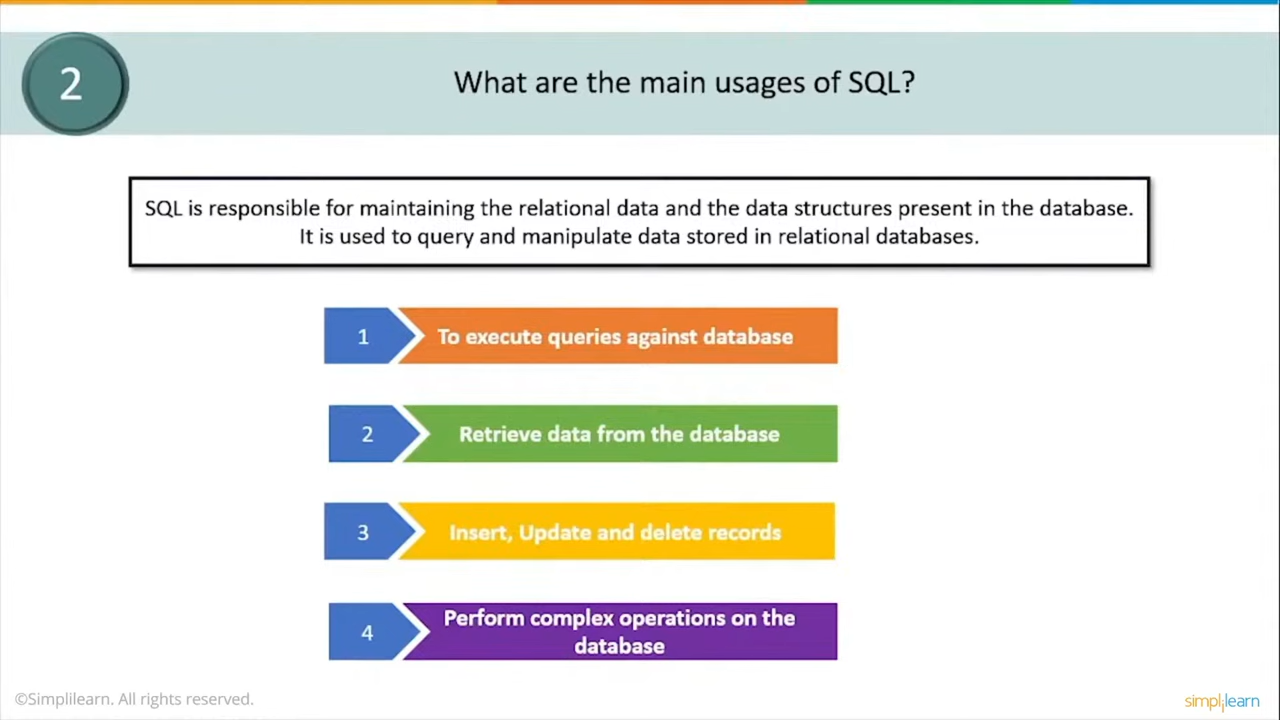 2
What are the main usages of SQL?
SQL is responsible for maintaining the relational data and the data structures present in the database.
It is used to query and manipulate data stored in relational databases.
1
To execute queries against database
2
Retrieve data from the database
3
Insert, Update and delete records
4
Perform complex operations on the
database
©Simplilearn. All rights reserved.
simplilearn